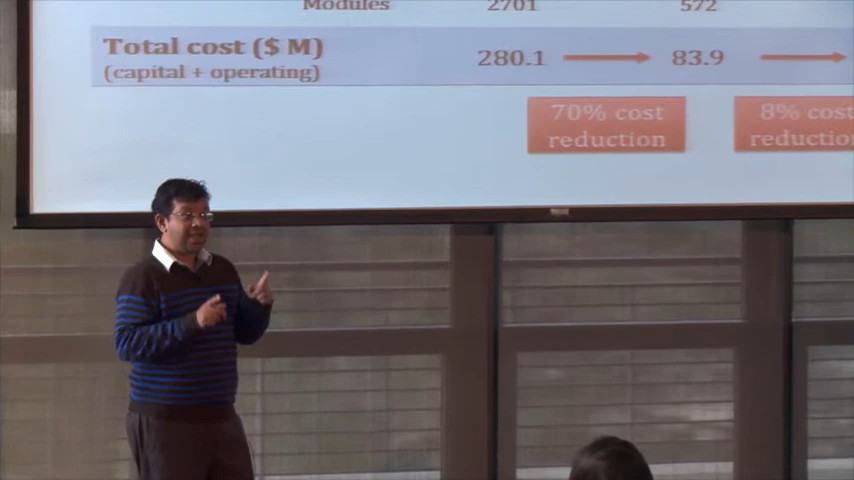 Modules 2701 572
Total Cost ($ M) 280.1 83.9
(capital + operating)
70% cost 8% cost
reduction reduction